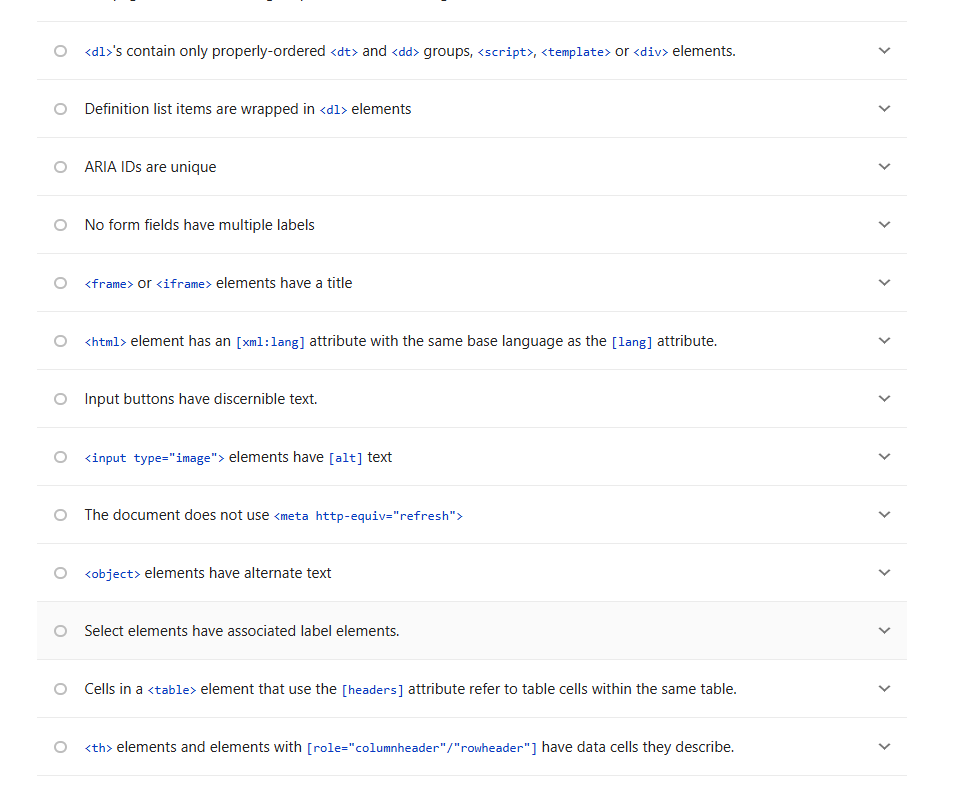 <dl>'s contain only properly-ordered <dt> and <dd> groups, <script>, <template> or <div> elements.
Definition list items are wrapped in <dl> elements
ARIA IDs are unique
No form fields have multiple labels
<frame> or <iframe> elements have a title
<html> element has an [xml:lang] attribute with the same base language as the [lang] attribute.
Input buttons have discernible text.
<input type="image"> elements have [alt] text
The document does not use <meta http-equiv="refresh">
<object> elements have alternate text
Select elements have associated label elements.
Cells in a <table> element that use the [headers] attribute refer to table cells within the same table.
<th> elements and elements with [role="columnheader"/"rowheader"] have data cells they describe.